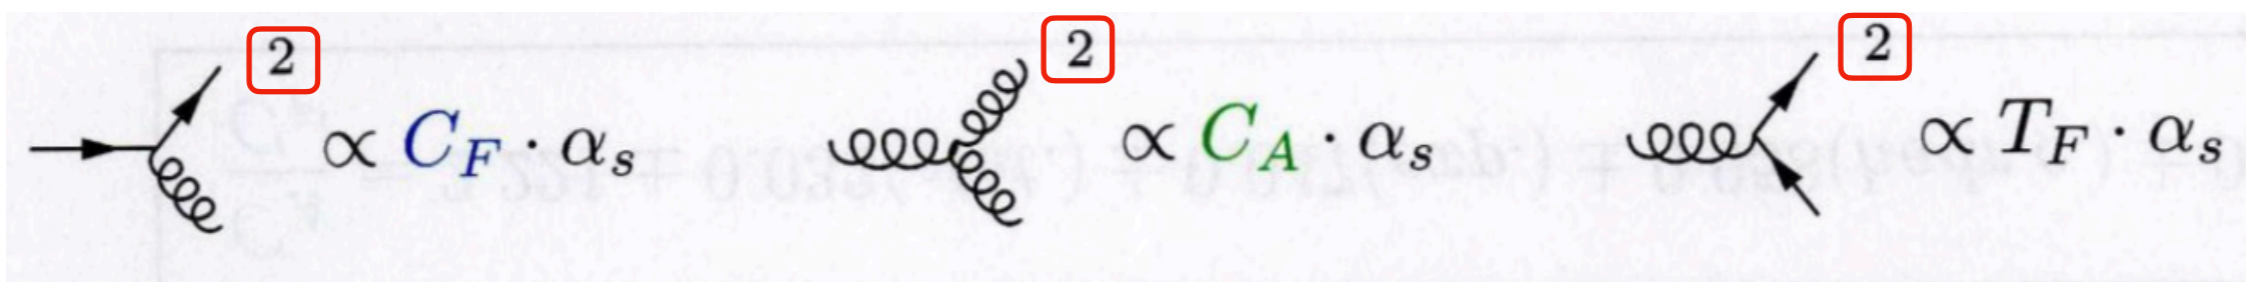 2 ∝ C_F · α_s 2 ∝ C_A · α_s 2 ∝ T_F · α_s